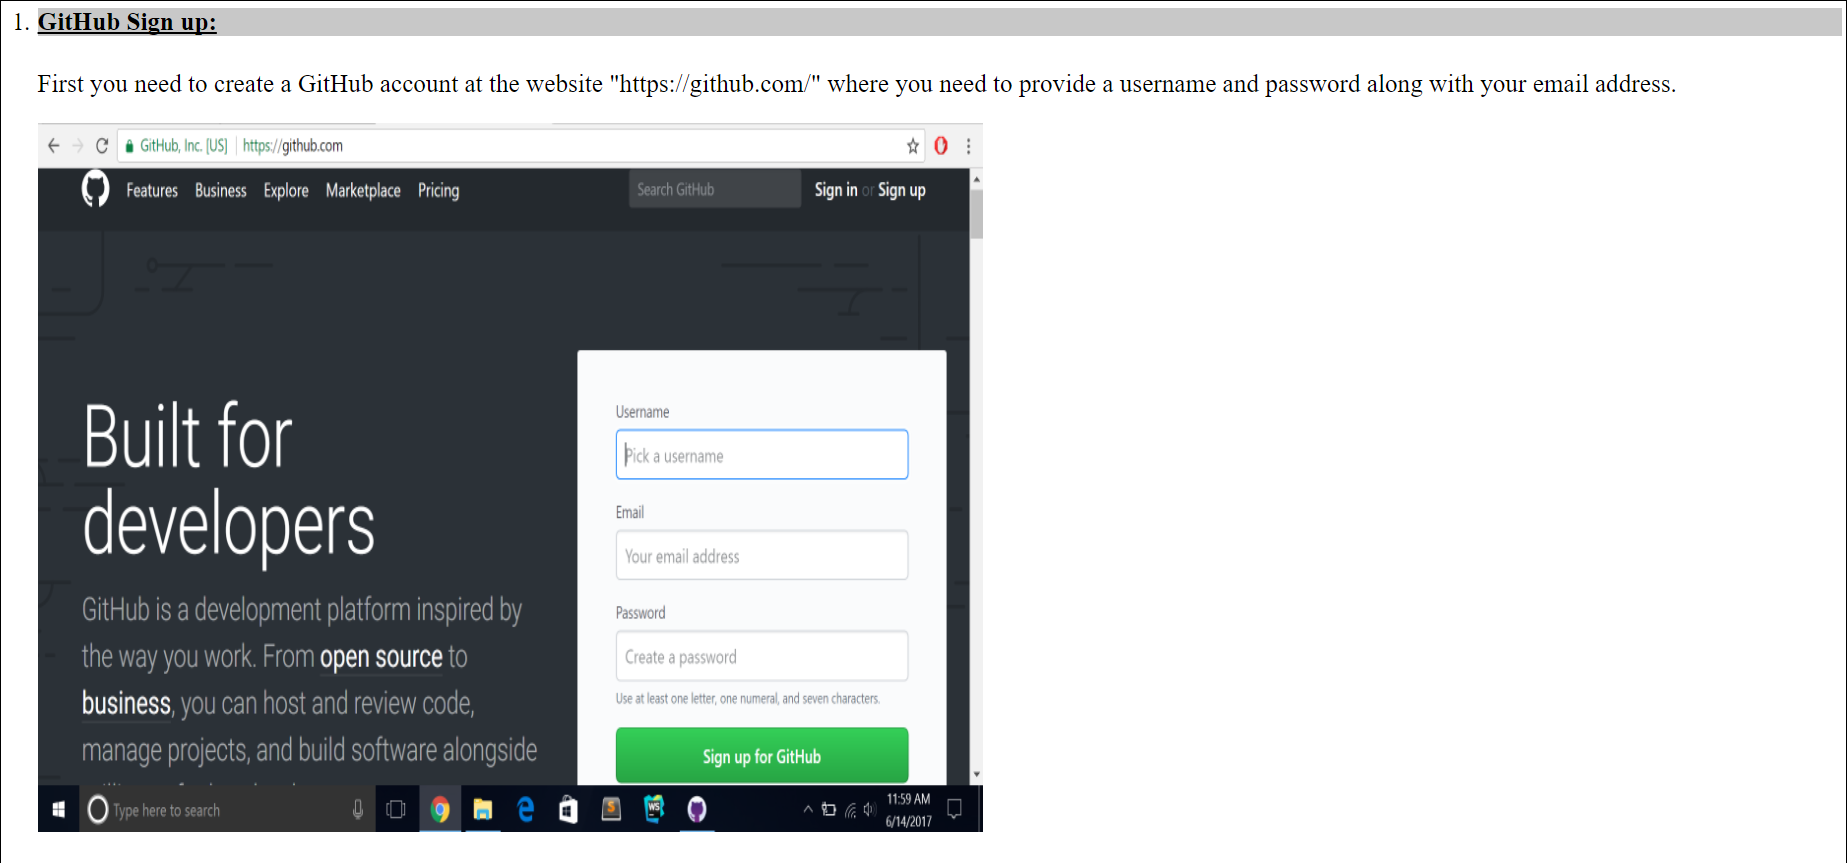 1. GitHub Sign up:
First you need to create a GitHub account at the website "https://github.com/" where you need to provide a username and password along with your email address.
GitHub, Inc. [US] https://github.com
Features Business Explore Marketplace Pricing Search GitHub Sign in or Sign up
Built for
developers
GitHub is a development platform inspired by
the way you work. From open source to
business, you can host and review code,
manage projects, and build software alongside
Username
Pick a username
Email
Your email address
Password
Create a password
Use at least one letter, one numeral, and seven characters.
Sign up for GitHub
Type here to search
WS
11:59 AM
6/14/2017